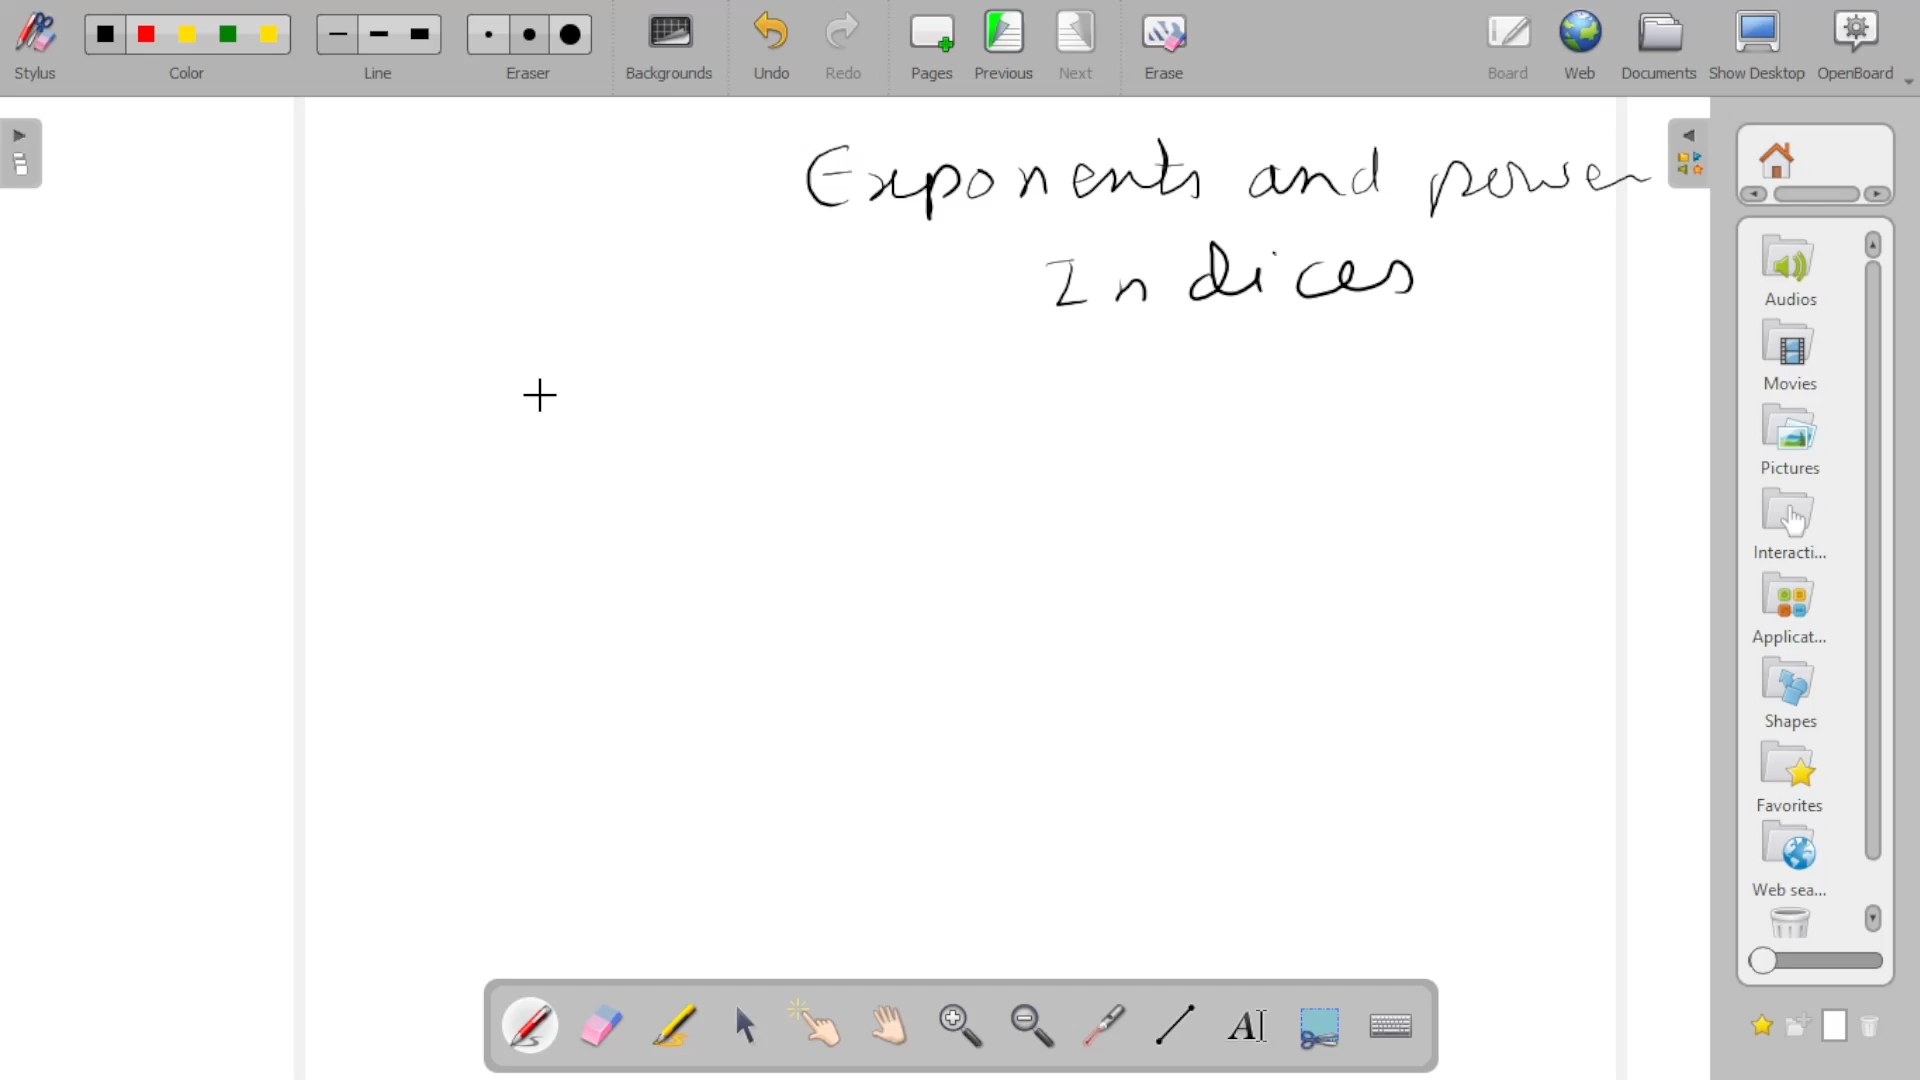 Stylus Color Line Eraser Backgrounds Undo Redo Pages Previous Next Erase Board Web Documents Show Desktop OpenBoard
Exponents and power
Indices
Audios
Movies
Pictures
Interacti...
Applicat...
Shapes
Favorites
Web sea...